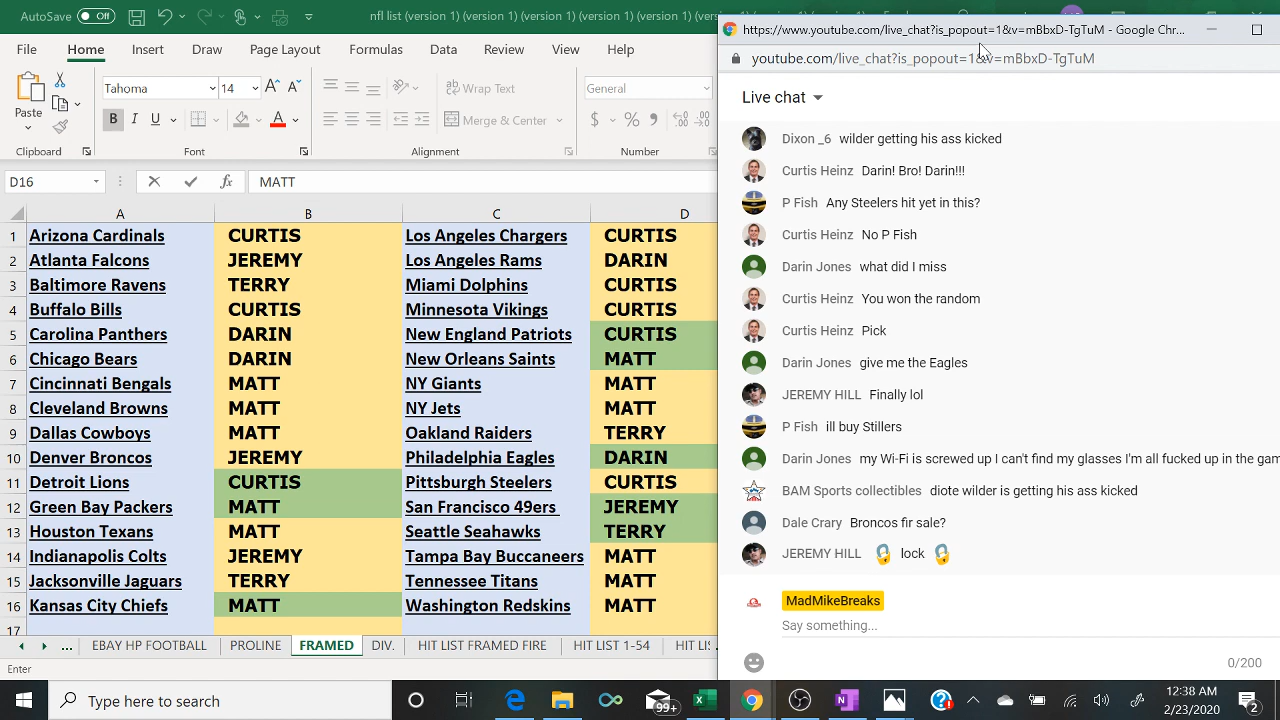 AutoSave Off nfl list (version 1) (version 1) - Excel
https://www.youtube.com/live_chat?is_popout=1&v=mBbxD-TgTuM - Google Chr...
youtube.com/live_chat?is_popout=1&v=mBbxD-TgTuM
File Home Insert Draw Page Layout Formulas Data Review View Help
Paste
Tahoma 14
B I U
Wrap Text
Merge & Center
General
$ % 9
Clipboard Font Alignment Number
D16 fx MATT
A B C D
1 Arizona Cardinals CURTIS Los Angeles Chargers CURTIS
2 Atlanta Falcons JEREMY Los Angeles Rams DARIN
3 Baltimore Ravens TERRY Miami Dolphins CURTIS
4 Buffalo Bills CURTIS Minnesota Vikings CURTIS
5 Carolina Panthers DARIN New England Patriots CURTIS
6 Chicago Bears DARIN New Orleans Saints MATT
7 Cincinnati Bengals MATT NY Giants MATT
8 Cleveland Browns MATT NY Jets MATT
9 Dallas Cowboys MATT Oakland Raiders TERRY
10 Denver Broncos JEREMY Philadelphia Eagles DARIN
11 Detroit Lions CURTIS Pittsburgh Steelers CURTIS
12 Green Bay Packers MATT San Francisco 49ers JEREMY
13 Houston Texans MATT Seattle Seahawks TERRY
14 Indianapolis Colts JEREMY Tampa Bay Buccaneers MATT
15 Jacksonville Jaguars TERRY Tennessee Titans MATT
16 Kansas City Chiefs MATT Washington Redskins MATT
17
... EBAY HP FOOTBALL PROLINE FRAMED DIV. HIT LIST FRAMED FIRE HIT LIST 1-54 HIT LI ...
Enter
Live chat
Dixon _6 wilder getting his ass kicked
Curtis Heinz Darin! Bro! Darin!!!
P Fish Any Steelers hit yet in this?
Curtis Heinz No P Fish
Darin Jones what did I miss
Curtis Heinz You won the random
Curtis Heinz Pick
Darin Jones give me the Eagles
JEREMY HILL Finally lol
P Fish ill buy Stillers
Darin Jones my Wi-Fi is screwed up I can't find my glasses I'm all fucked up in the gam
BAM Sports collectibles diote wilder is getting his ass kicked
Dale Crary Broncos fir sale?
JEREMY HILL lock
MadMikeBreaks
Say something...
0/200
Type here to search
99+
12:38 AM
2/23/2020
2